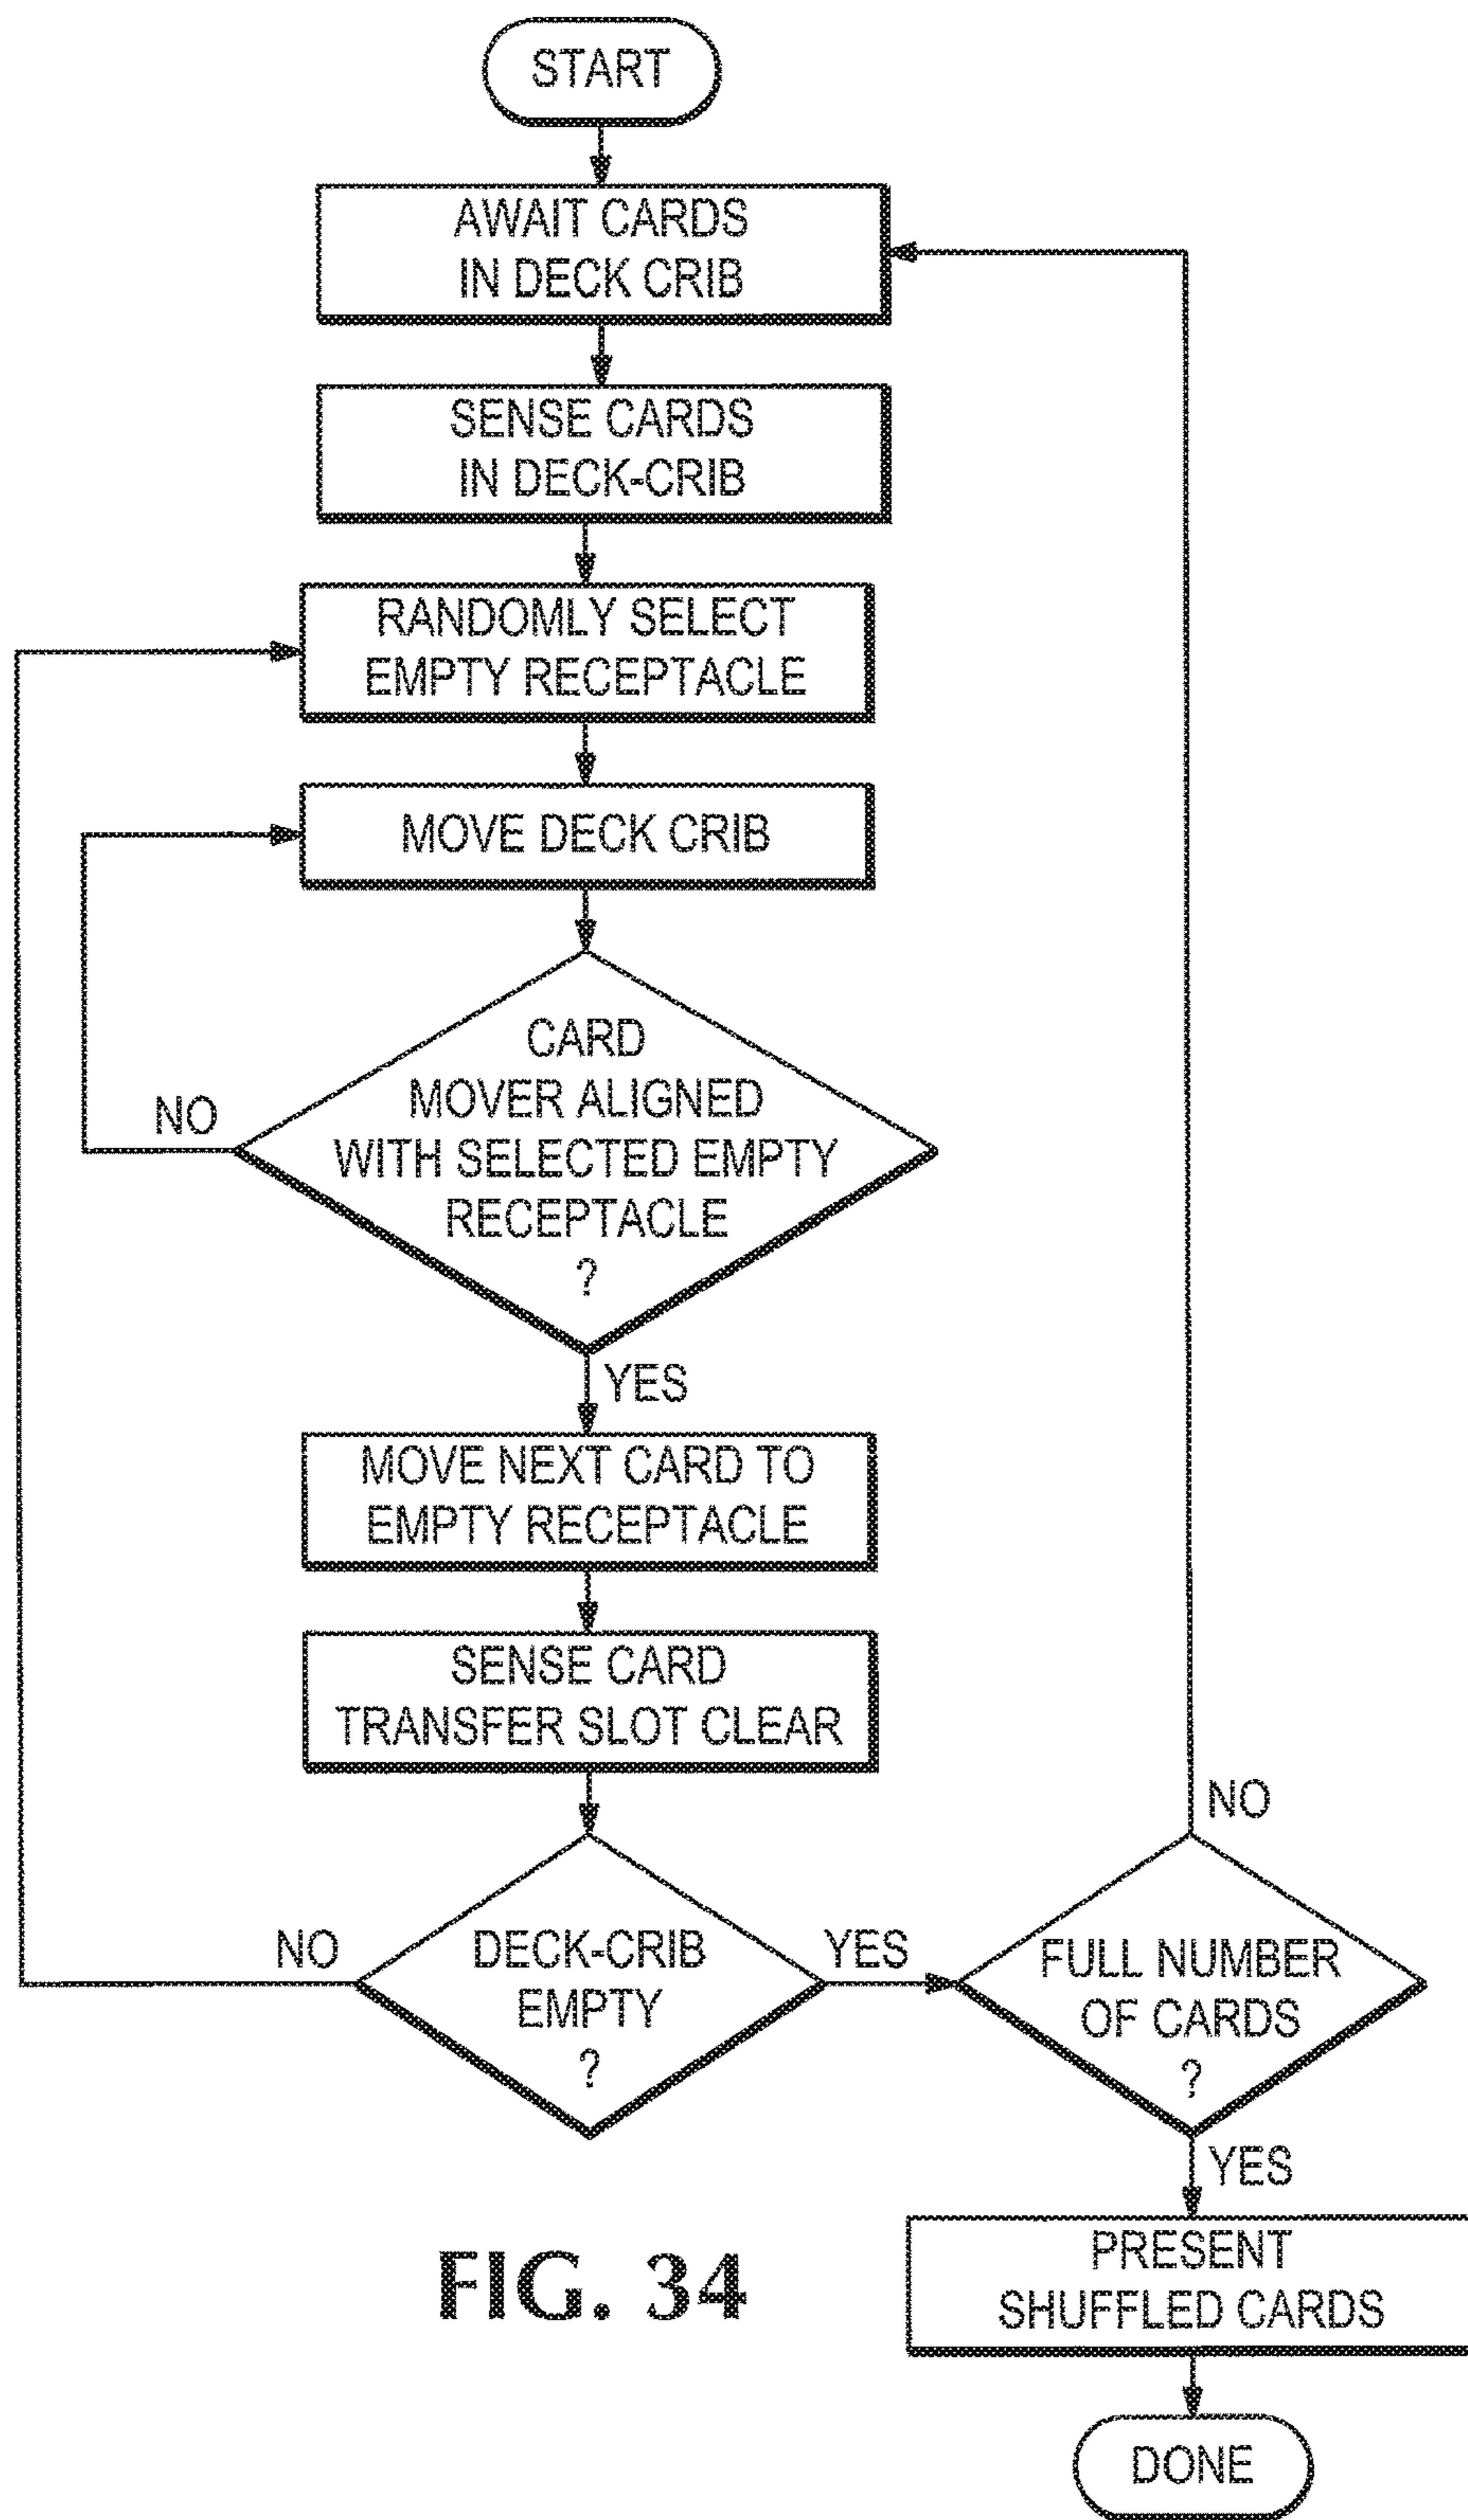 START
AWAIT CARDS
IN DECK CRIB
SENSE CARDS
IN DECK-CRIB
RANDOMLY SELECT
EMPTY RECEPTACLE
MOVE DECK CRIB
CARD
MOVER ALIGNED
WITH SELECTED EMPTY
RECEPTACLE
?
NO
YES
MOVE NEXT CARD TO
EMPTY RECEPTACLE
SENSE CARD
TRANSFER SLOT CLEAR
DECK-CRIB
EMPTY
?
NO
YES
FULL NUMBER
OF CARDS
?
NO
YES
PRESENT
SHUFFLED CARDS
DONE
FIG. 34